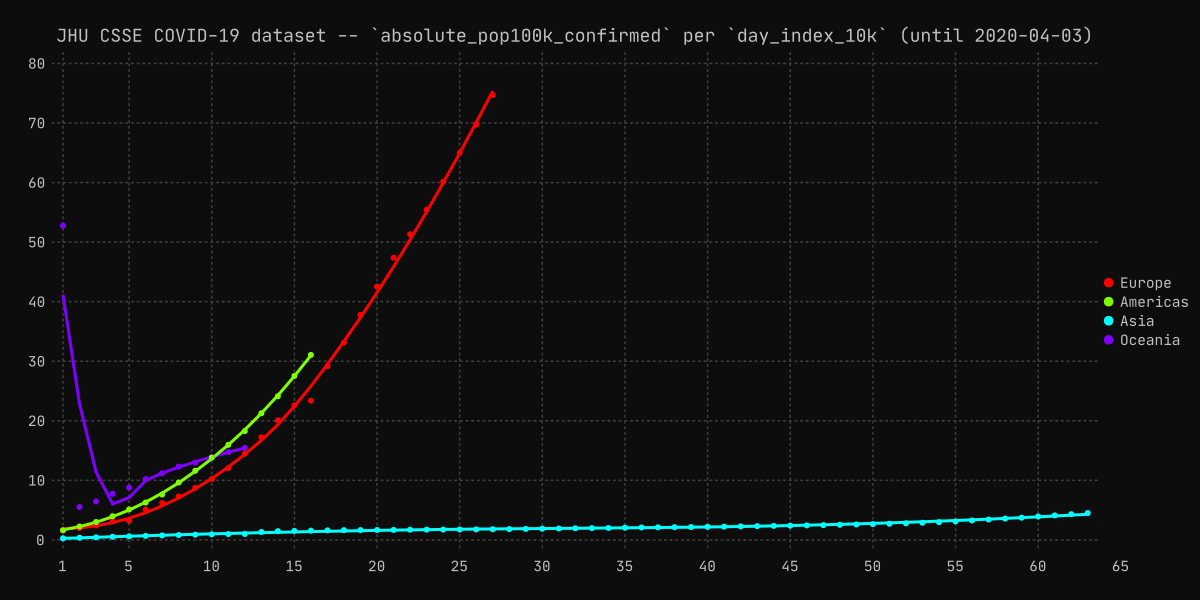 JHU CSSE COVID-19 dataset -- `absolute_pop100k_confirmed` per `day_index_10k` (until 2020-04-03)
80
70
60
50
40
30
20
10
0
1 5 10 15 20 25 30 35 40 45 50 55 60 65
Europe
Americas
Asia
Oceania